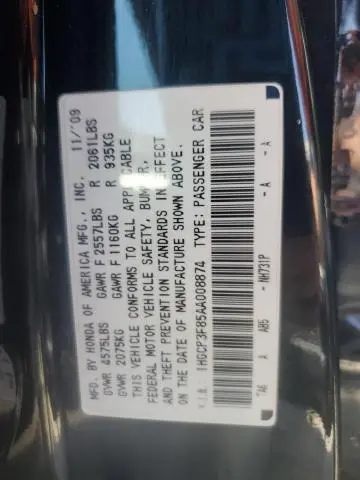 MFD. BY HONDA OF AMERICA MFG., INC. 11/'09
GVWR 4575LBS GAWR F 2557LBS R 2061LBS
GVWR 2075KG GAWR F 1160KG R 935KG
THIS VEHICLE CONFORMS TO ALL APPLICABLE
FEDERAL MOTOR VEHICLE SAFETY, BUMPER,
AND THEFT PREVENTION STANDARDS IN EFFECT
ON THE DATE OF MANUFACTURE SHOWN ABOVE.
V.I.N. 1HGCP3F85AA008874 TYPE: PASSENGER CAR
TA6 A AB5 - NH731P - A - A